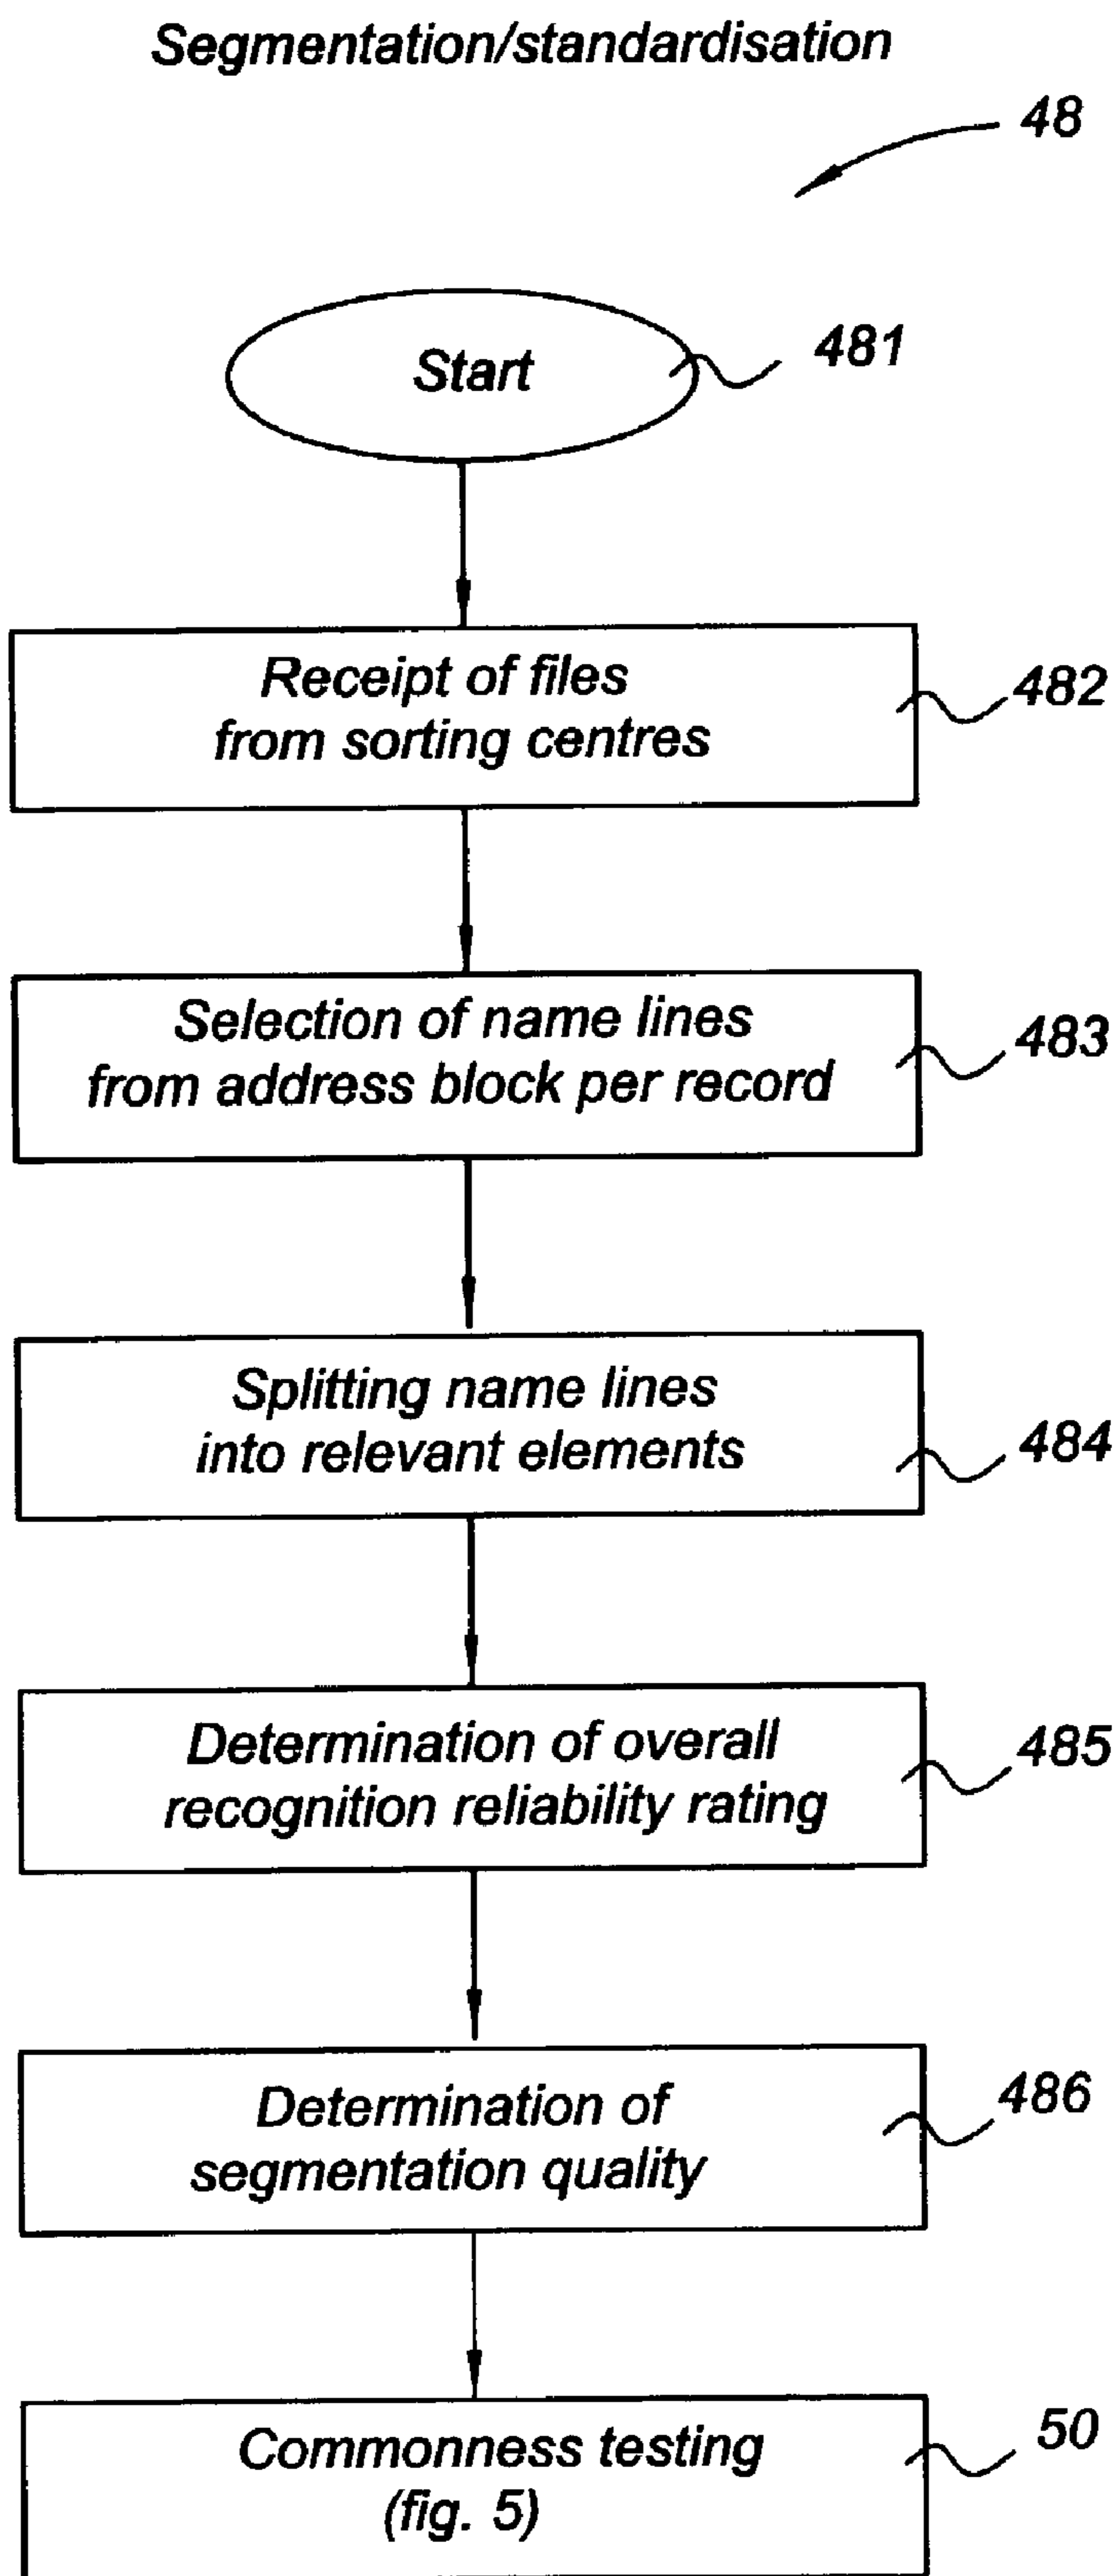 Segmentation/standardisation
48
Start
481
Receipt of files
from sorting centres
482
Selection of name lines
from address block per record
483
Splitting name lines
into relevant elements
484
Determination of overall
recognition reliability rating
485
Determination of
segmentation quality
486
Commonness testing
(fig. 5)
50